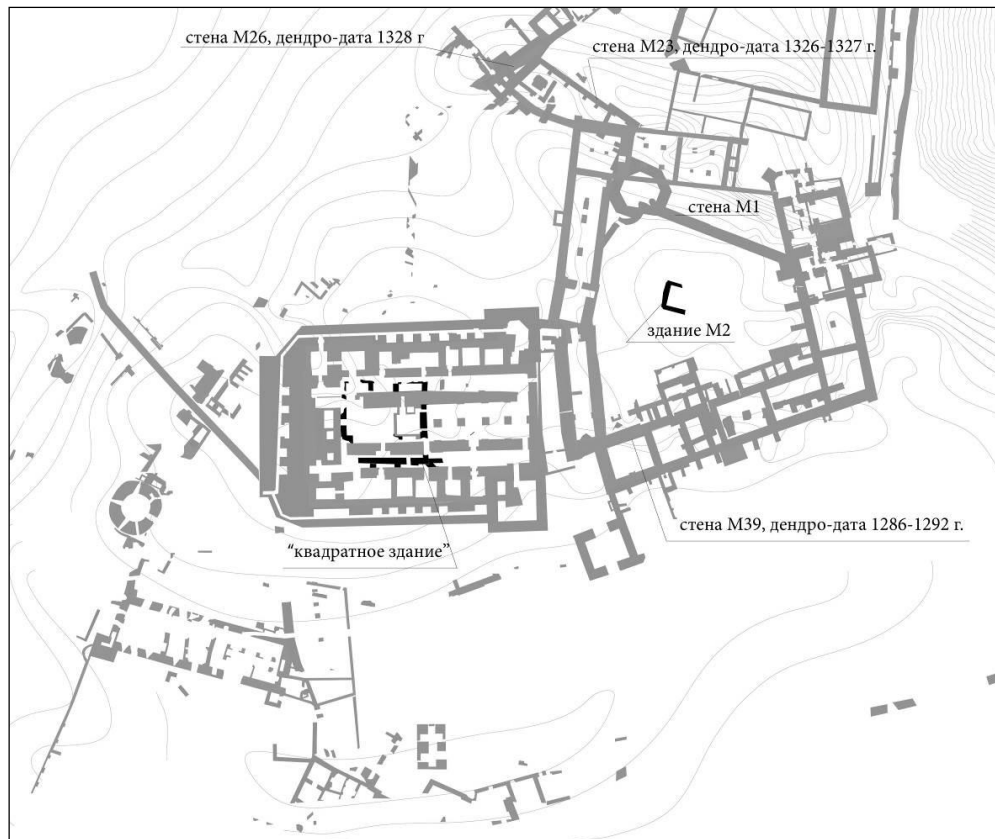 стена М26, дендро-дата 1328 г
стена М23, дендро-дата 1326-1327 г.
стена М1
здание М2
стена М39, дендро-дата 1286-1292 г.
“квадратное здание”